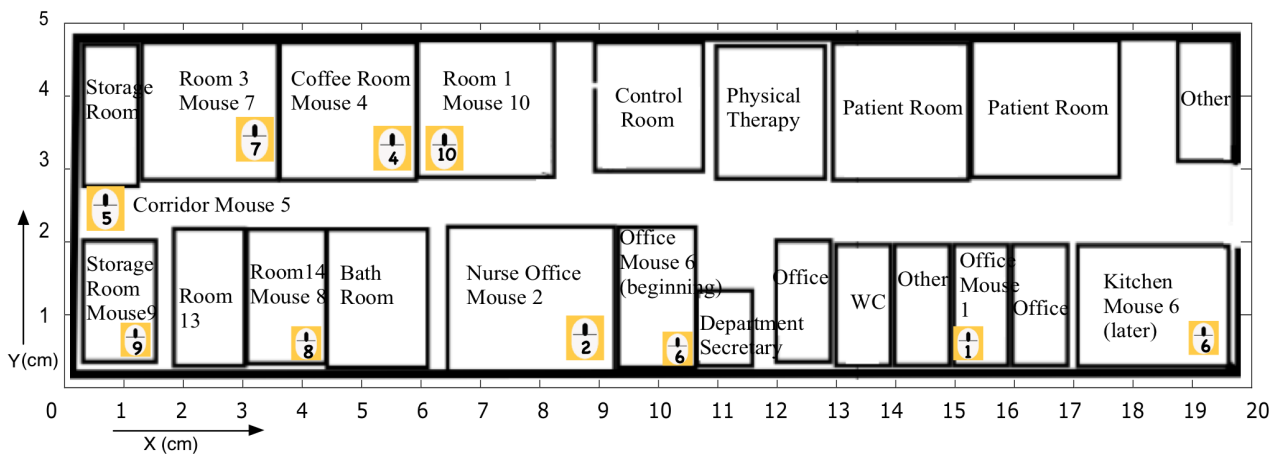 5
4
3
2
1
Y(cm)
Storage
Room
Room 3
Mouse 7
7
Coffee Room
Mouse 4
4
Room 1
Mouse 10
10
Control
Room
Physical
Therapy
Patient Room
Patient Room
Other
5
Corridor Mouse 5
Storage
Room
Mouse9
9
Room
13
Room14
Mouse 8
8
Bath
Room
Nurse Office
Mouse 2
2
Office
Mouse 6
(beginning)
6
Department
Secretary
Office
WC
Other
Office
Mouse
1
1
Office
Kitchen
Mouse 6
(later)
6
0 1 2 3 4 5 6 7 8 9 10 11 12 13 14 15 16 17 18 19 20
X (cm)